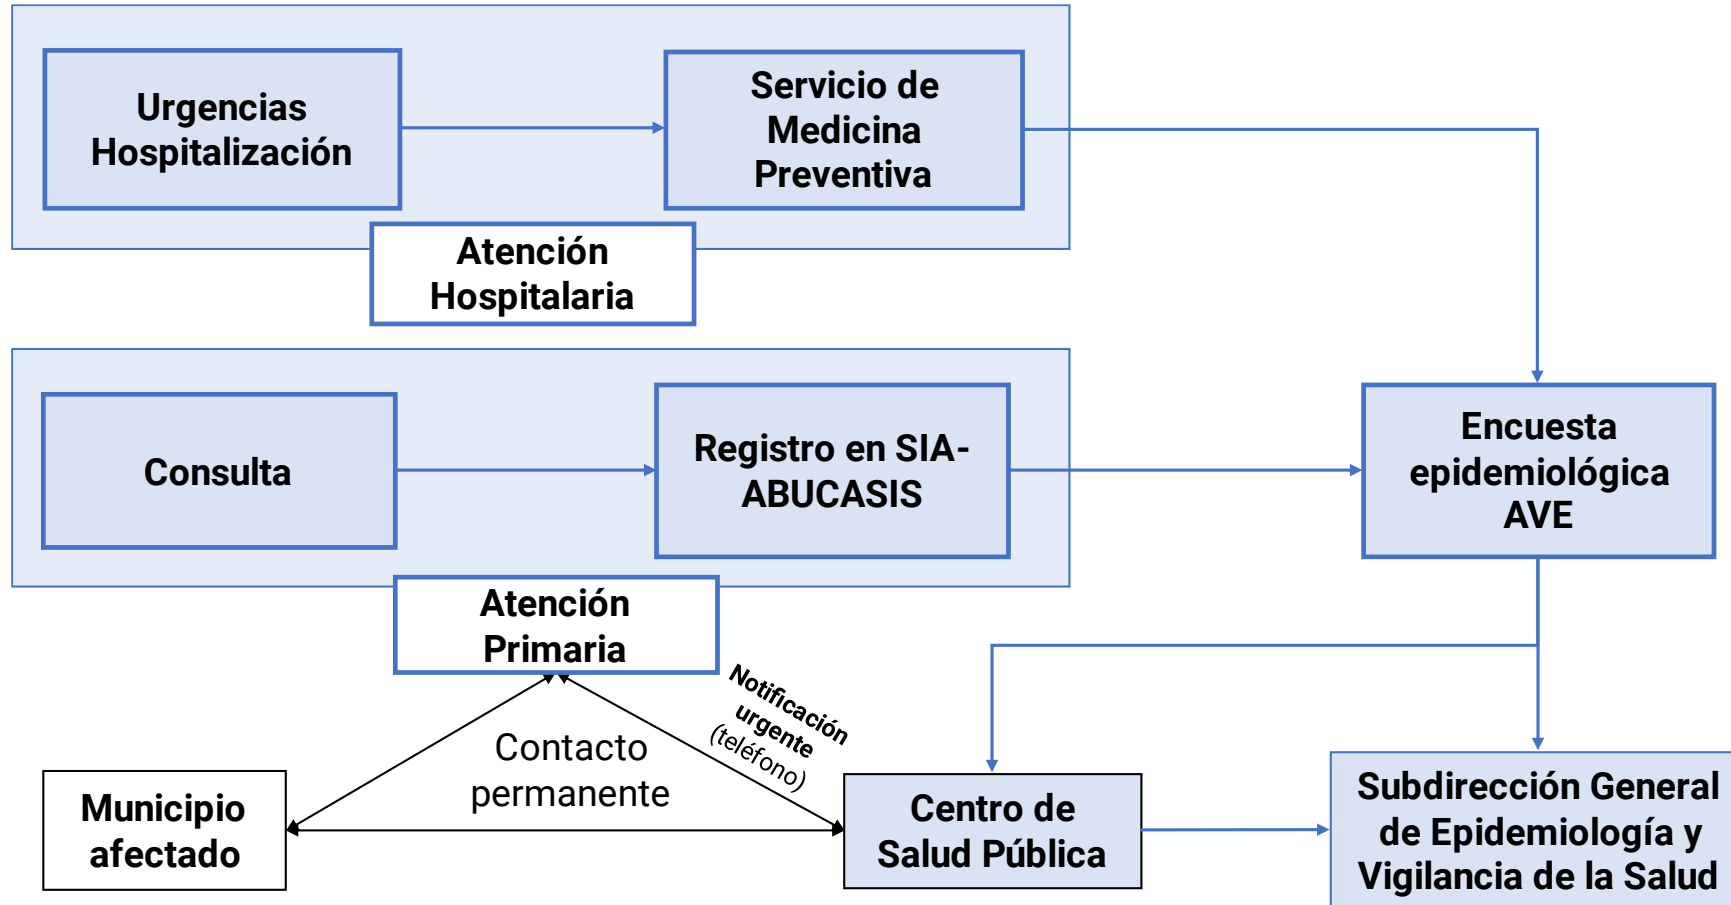 Urgencias
Hospitalización
Servicio de
Medicina
Preventiva
Atención
Hospitalaria
Consulta
Registro en SIA-
ABUCASIS
Encuesta
epidemiológica
AVE
Atención
Primaria
Notificación
urgente
(teléfono)
Contacto
permanente
Municipio
afectado
Centro de
Salud Pública
Subdirección General
de Epidemiología y
Vigilancia de la Salud